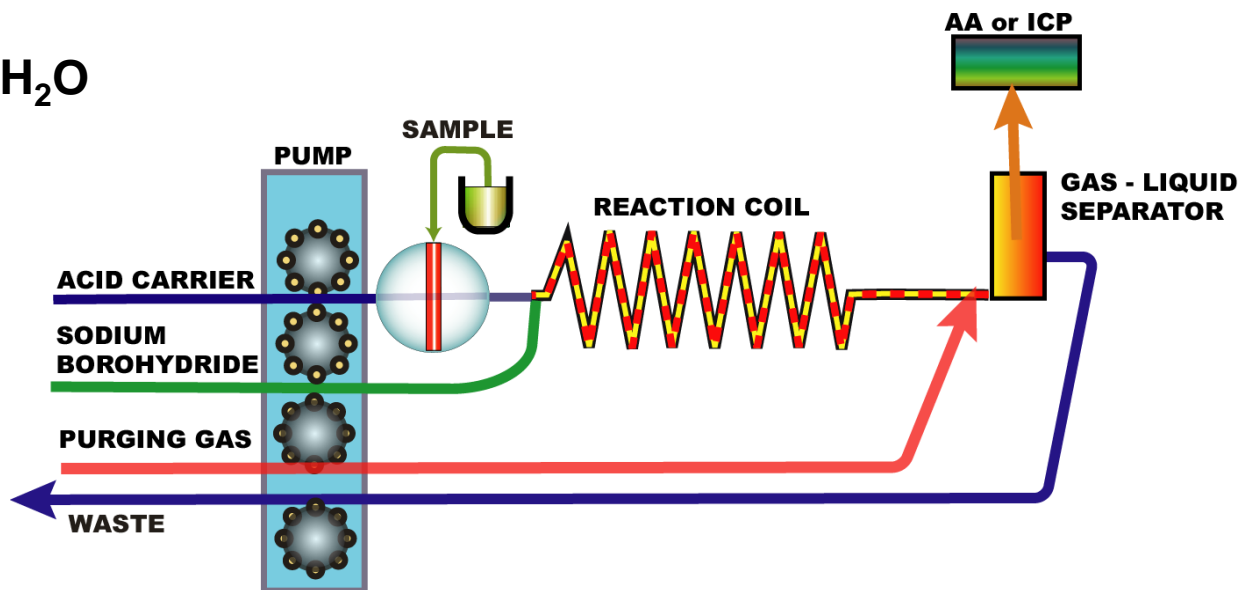 AA or ICP
H₂O
SAMPLE
PUMP
GAS - LIQUID
SEPARATOR
REACTION COIL
ACID CARRIER
SODIUM
BOROHYDRIDE
PURGING GAS
WASTE